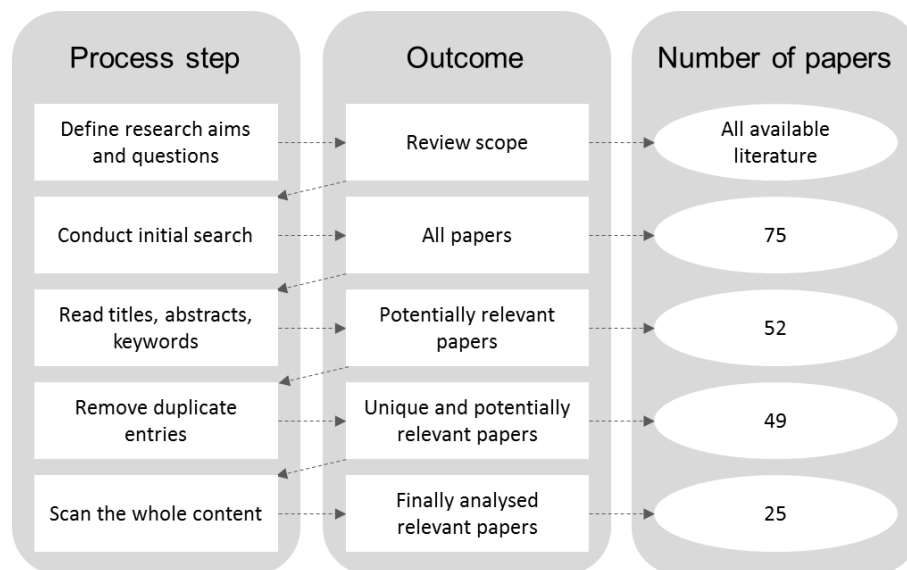 Process step
Outcome
Number of papers
Define research aims
and questions
Review scope
All available
literature
Conduct initial search
All papers
75
Read titles, abstracts,
keywords
Potentially relevant
papers
52
Remove duplicate
entries
Unique and potentially
relevant papers
49
Scan the whole content
Finally analysed
relevant papers
25